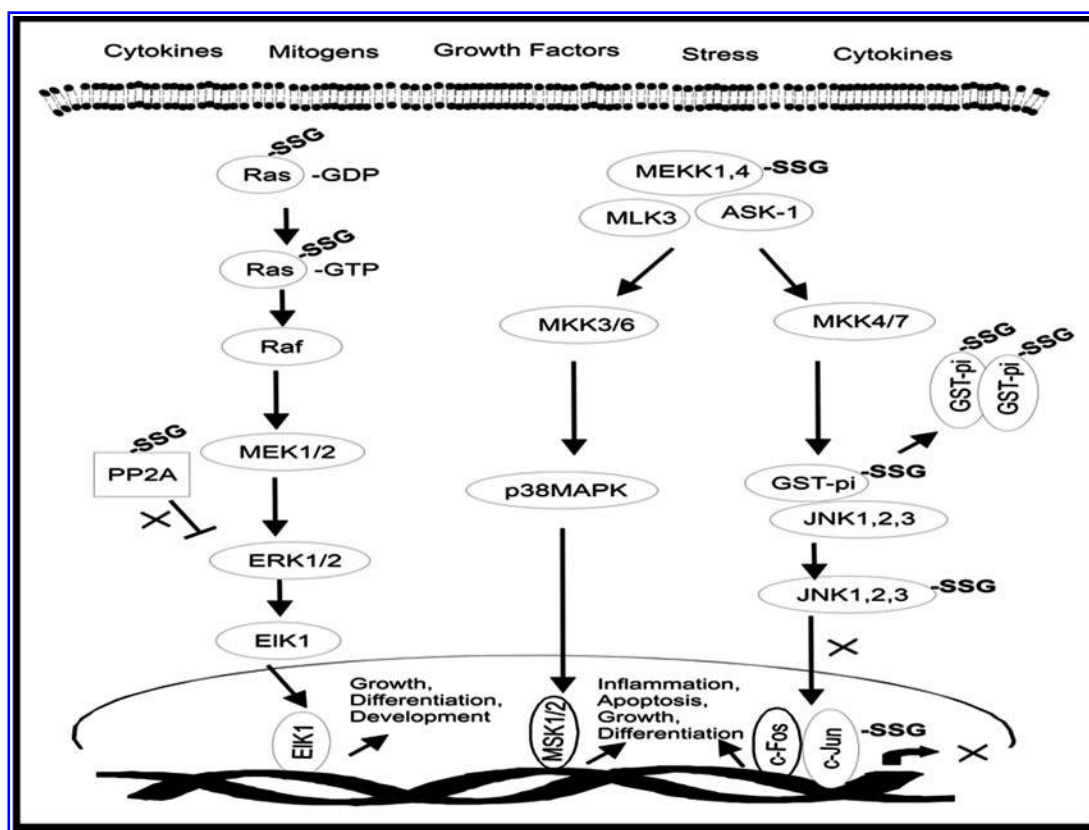 Cytokines Mitogens Growth Factors Stress Cytokines
-SSG
Ras -GDP
-SSG
Ras -GTP
Raf
MEK1/2
-SSG
PP2A
X
ERK1/2
EIK1
EIK1
Growth,
Differentiation,
Development
MEKK1,4 -SSG
MLK3 ASK-1
MKK3/6
p38MAPK
MSK1/2
Inflammation,
Apoptosis,
Growth,
Differentiation
MKK4/7
-SSG
GST-pi
-SSG
GST-pi
GST-pi -SSG
JNK1,2,3
JNK1,2,3 -SSG
X
c-Fos
c-Jun -SSG
X